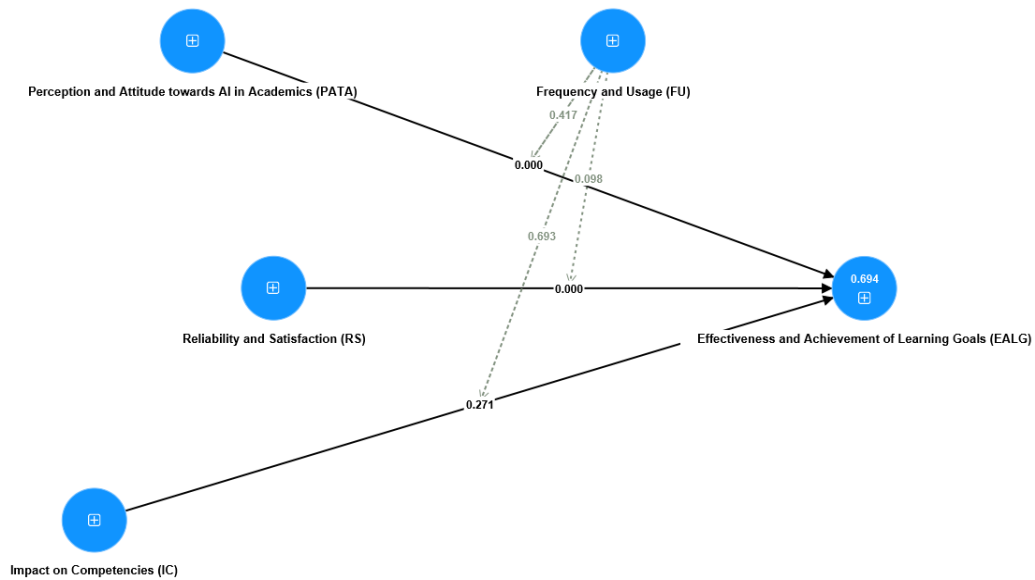 Perception and Attitude towards AI in Academics (PATA)
Frequency and Usage (FU)
0.417
0.000
0.098
0.693
0.694
0.000
Reliability and Satisfaction (RS)
Effectiveness and Achievement of Learning Goals (EALG)
0.271
Impact on Competencies (IC)